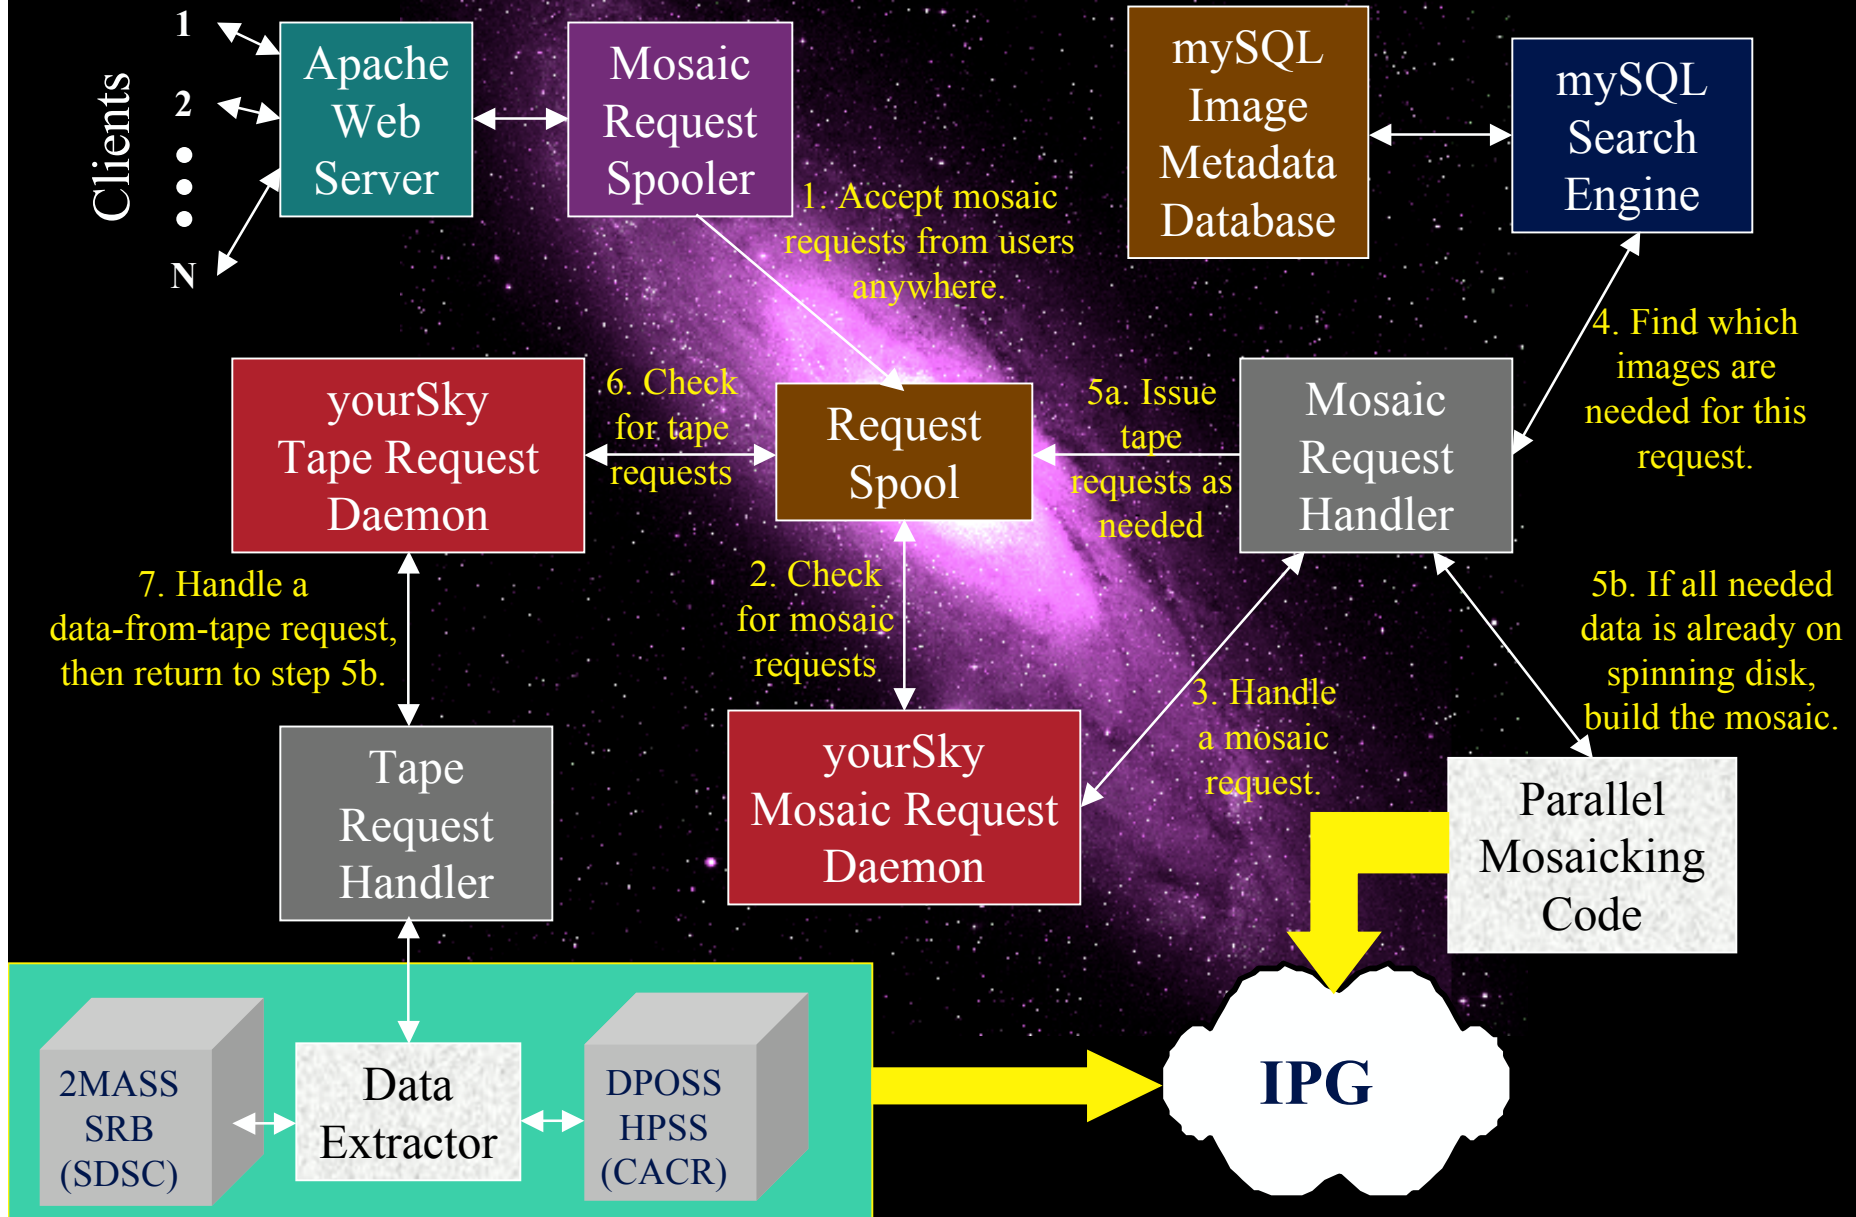 Clients
1
2
N
Apache
Web
Server
Mosaic
Request
Spooler
mySQL
Image
Metadata
Database
mySQL
Search
Engine
1. Accept mosaic
requests from users
anywhere.
4. Find which
images are
needed for this
request.
yourSky
Tape Request
Daemon
6. Check
for tape
requests
Request
Spool
5a. Issue
tape
requests as
needed
Mosaic
Request
Handler
7. Handle a
data-from-tape request,
then return to step 5b.
2. Check
for mosaic
requests
3. Handle
a mosaic
request.
5b. If all needed
data is already on
spinning disk,
build the mosaic.
Tape
Request
Handler
yourSky
Mosaic Request
Daemon
Parallel
Mosaicking
Code
2MASS
SRB
(SDSC)
Data
Extractor
DPOSS
HPSS
(CACR)
IPG